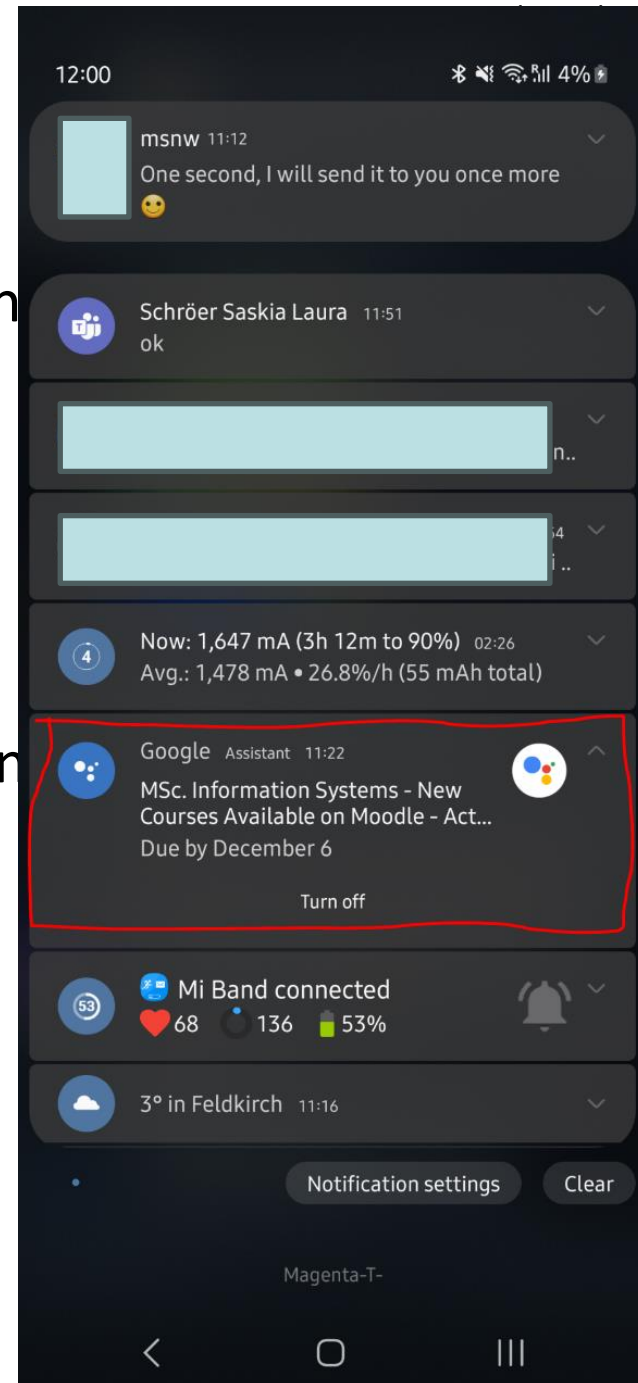 12:00 4%
msnw 11:12
One second, I will send it to you once more
n
Schröer Saskia Laura 11:51
ok
n..
54
i ..
4
Now: 1,647 mA (3h 12m to 90%) 02:26
Avg.: 1,478 mA • 26.8%/h (55 mAh total)
n
Google Assistant 11:22
MSc. Information Systems - New
Courses Available on Moodle - Act...
Due by December 6
Turn off
53
Mi Band connected
68 136 53%
3° in Feldkirch 11:16
Notification settings Clear
Magenta-T-